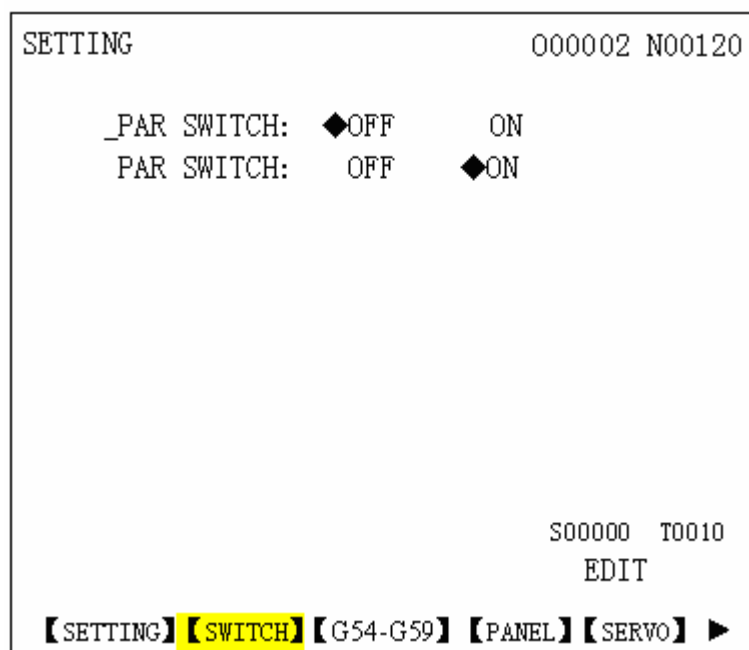 SETTING O00002 N00120
_PAR SWITCH: ◆OFF ON
PAR SWITCH: OFF ◆ON
S00000 T0010
EDIT
【SETTING】【SWITCH】【G54-G59】【PANEL】【SERVO】 ▶